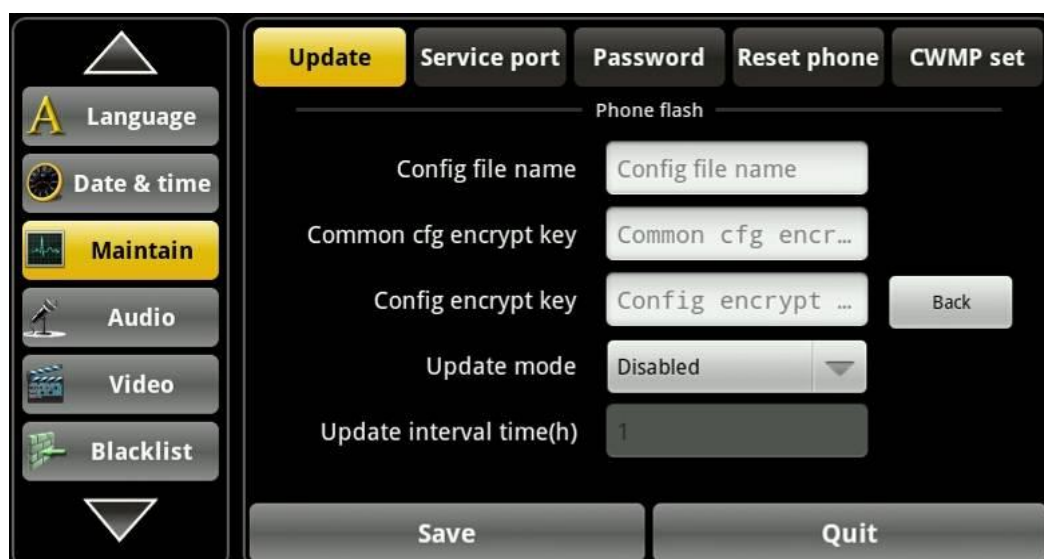 Language
Date & time
Maintain
Audio
Video
Blacklist
Update
Service port
Password
Reset phone
CWMP set
Phone flash
Config file name
Config file name
Common cfg encrypt key
Common cfg encr…
Config encrypt key
Config encrypt …
Back
Update mode
Disabled
Update interval time(h)
1
Save
Quit